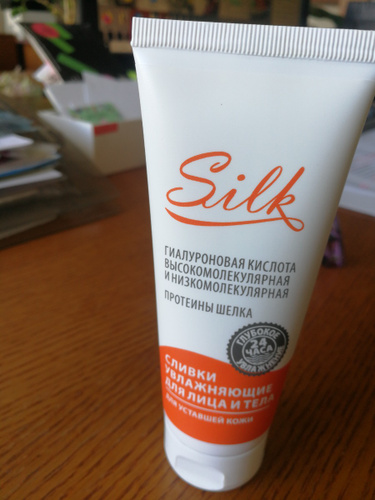 Silk
ГИАЛУРОНОВАЯ КИСЛОТА
ВЫСОКОМОЛЕКУЛЯРНАЯ
И НИЗКОМОЛЕКУЛЯРНАЯ
ПРОТЕИНЫ ШЕЛКА
ГЛУБОКОЕ
24
ЧАСА
УВЛАЖНЕНИЕ
СЛИВКИ
УВЛАЖНЯЮЩИЕ
ДЛЯ ЛИЦА И ТЕЛА
ДЛЯ УСТАВШЕЙ КОЖИ